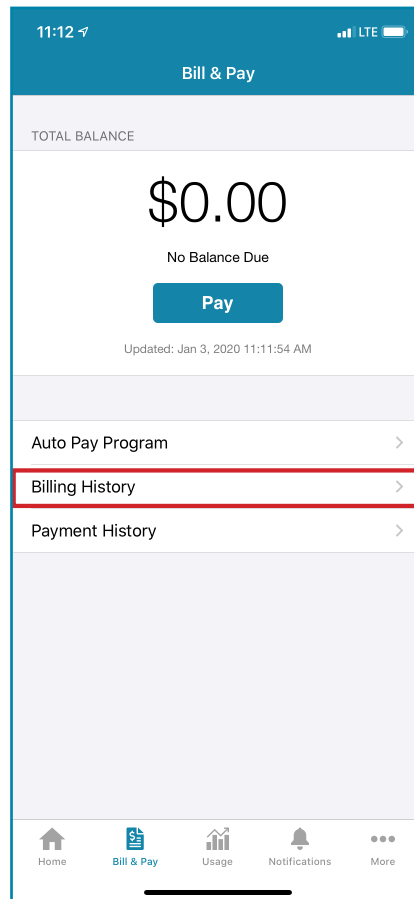 11:12
LTE
Bill & Pay
TOTAL BALANCE
$0.00
No Balance Due
Pay
Updated: Jan 3, 2020 11:11:54 AM
Auto Pay Program
Billing History
Payment History
Home
Bill & Pay
Usage
Notifications
More